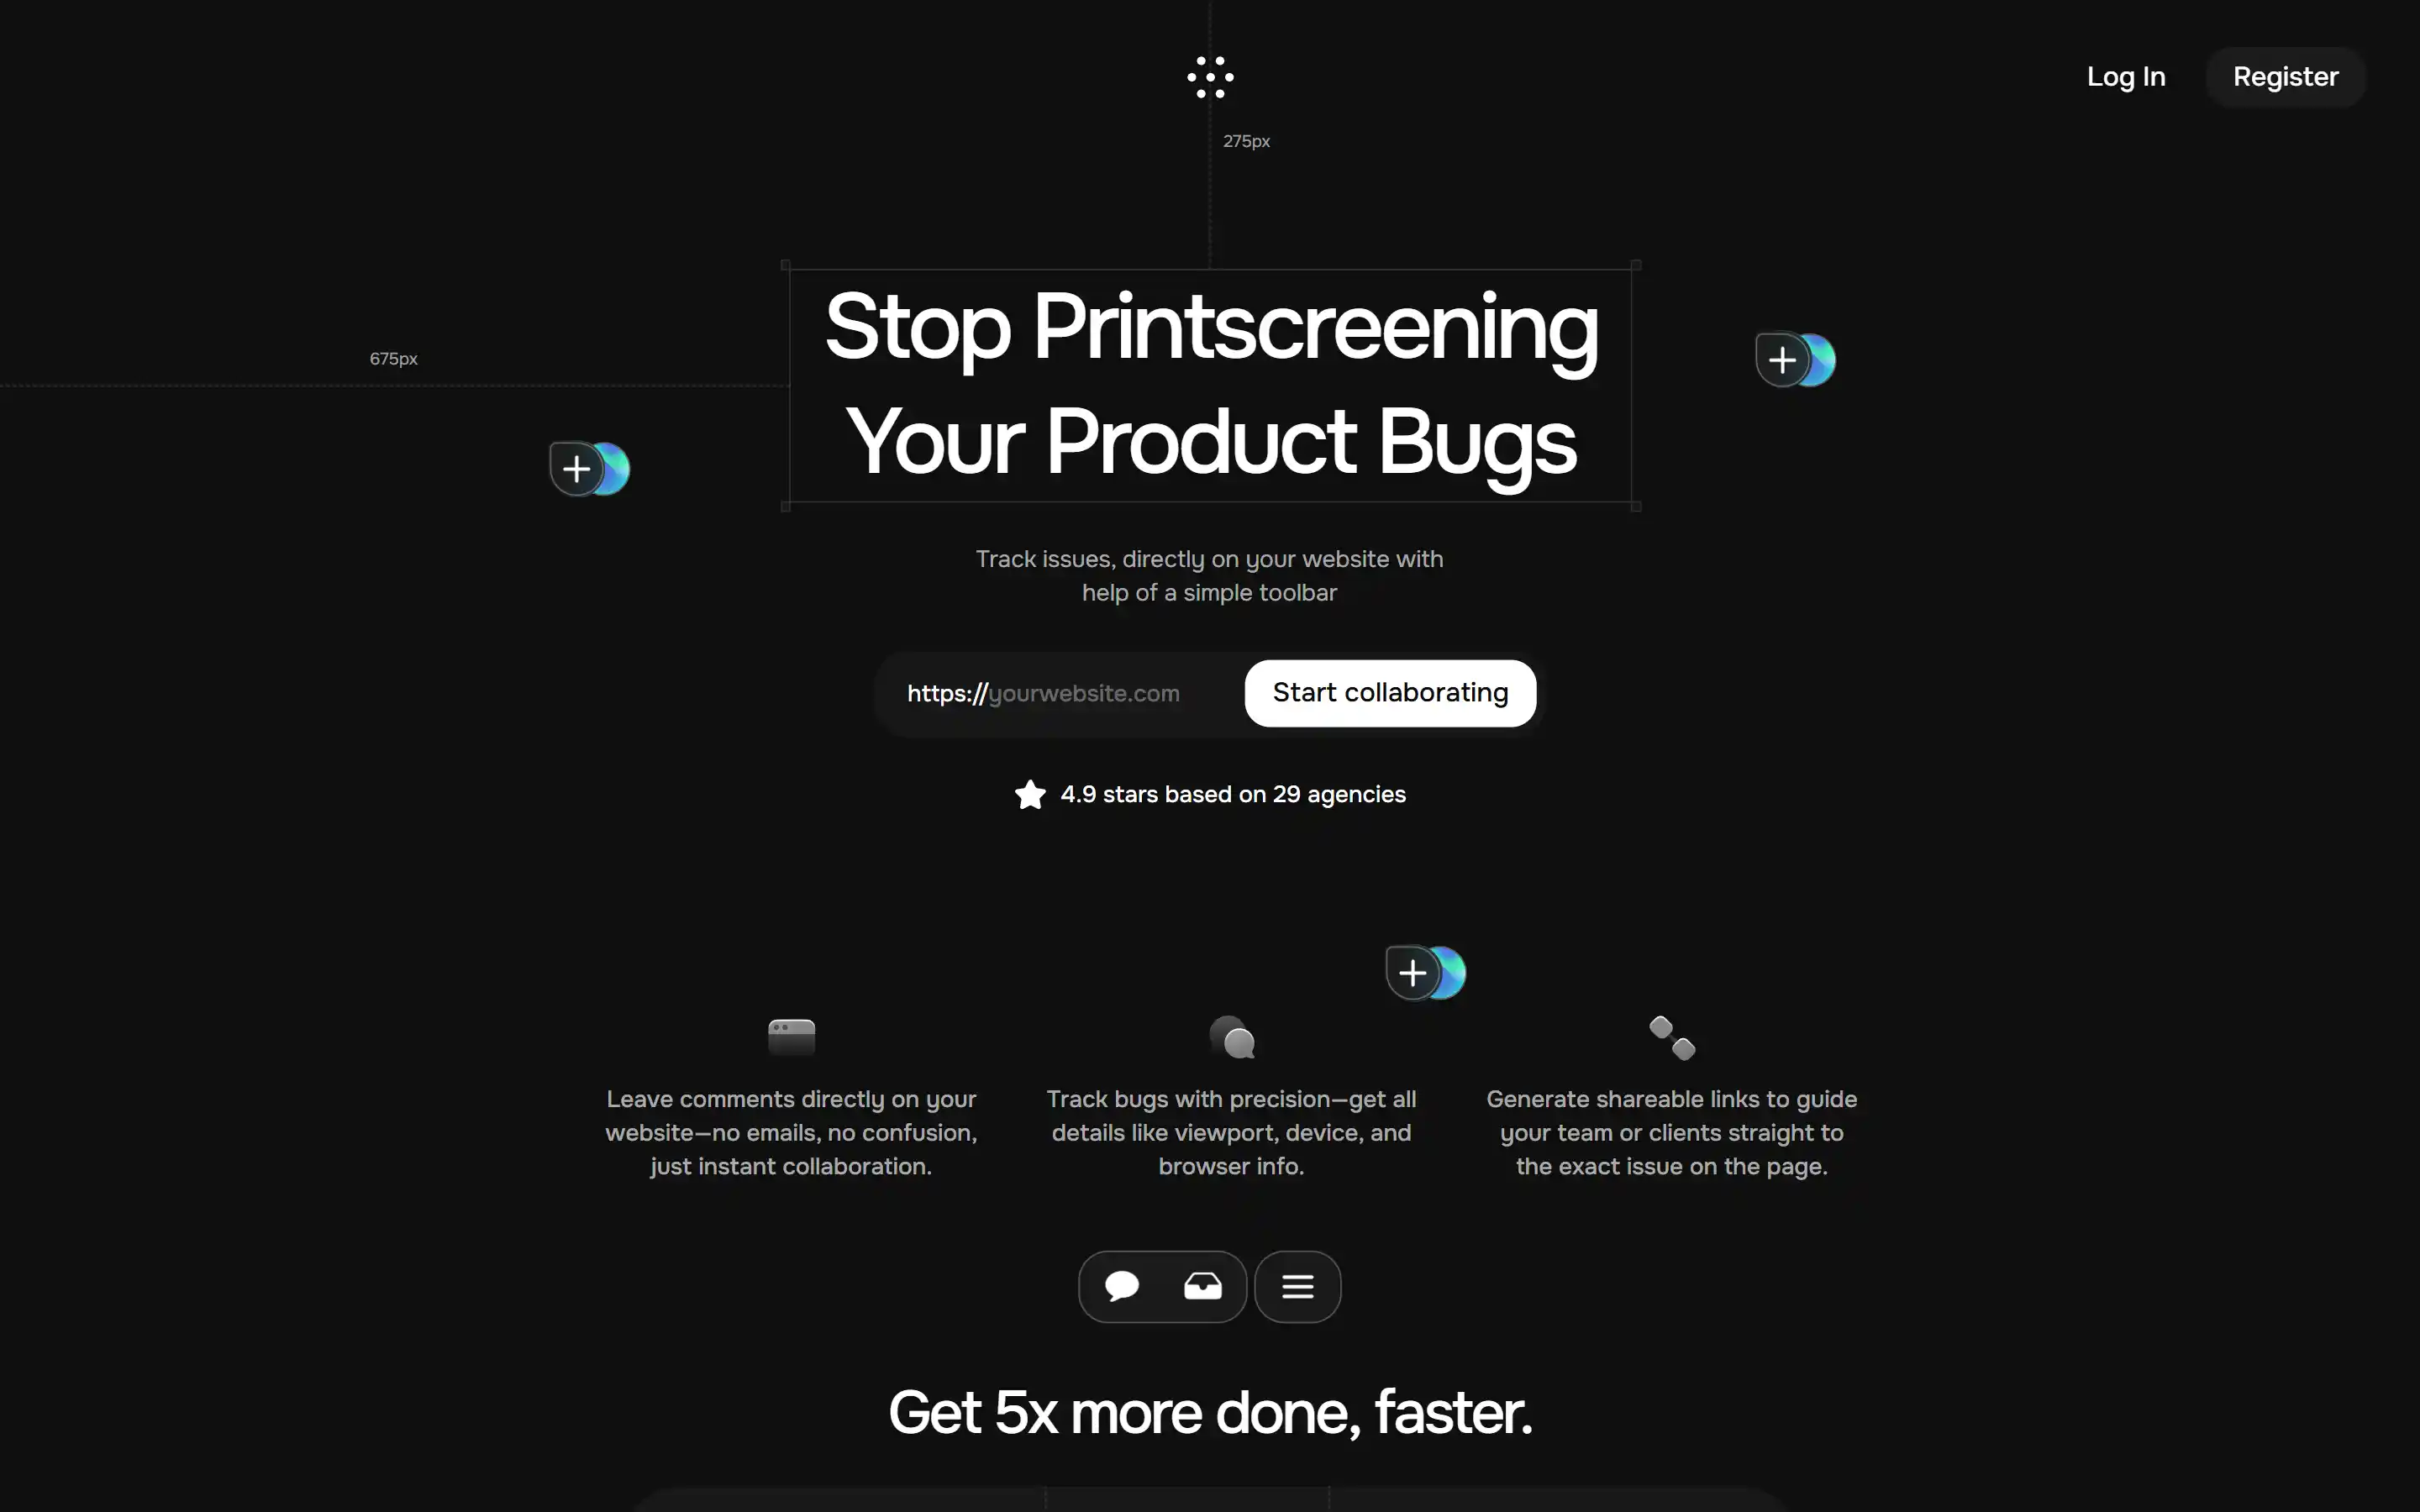 Log In
Register
275px
Stop Printscreening
Your Product Bugs
675px
Track issues, directly on your website with
help of a simple toolbar
https://yourwebsite.com
Start collaborating
4.9 stars based on 29 agencies
Leave comments directly on your
website—no emails, no confusion,
just instant collaboration.
Track bugs with precision—get all
details like viewport, device, and
browser info.
Generate shareable links to guide
your team or clients straight to
the exact issue on the page.
Get 5x more done, faster.